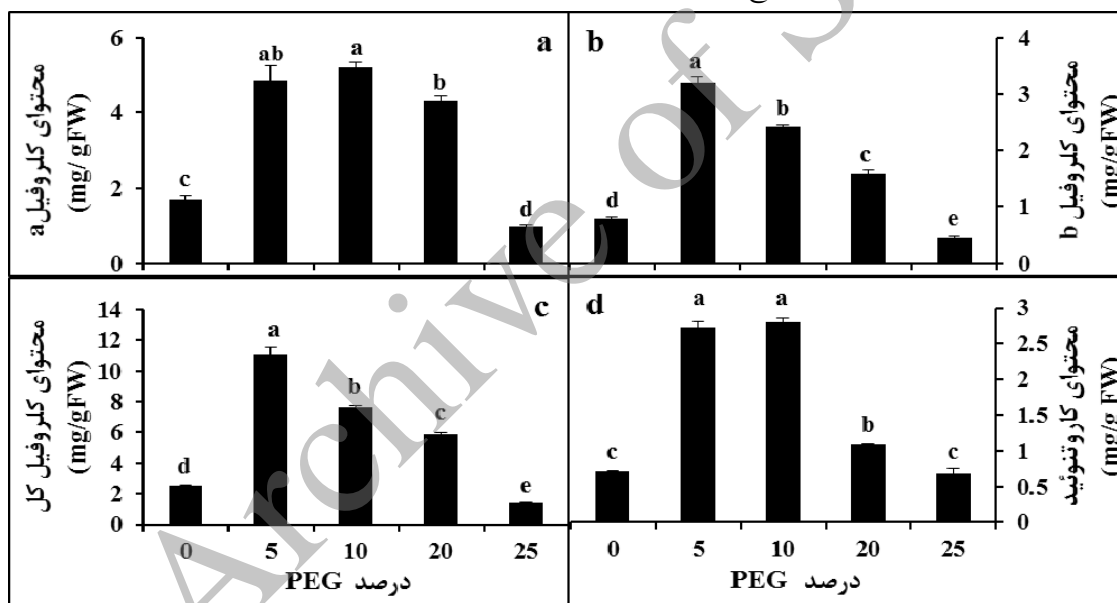 a
محتوای کلروفیل a
(mg/ gFW)
6
4
2
0
c
ab
a
b
d
b
محتوای کلروفیل b
(mg/gFW)
4
3
2
1
0
d
a
b
c
e
c
محتوای کلروفیل کل
(mg/gFW)
14
12
10
8
6
4
2
0
d
a
b
c
e
0 5 10 20 25
درصد PEG
d
محتوای کاروتنوئید
(mg/g FW)
3
2.5
2
1.5
1
0.5
0
c
a
a
b
c
0 5 10 20 25
درصد PEG
Archive of S